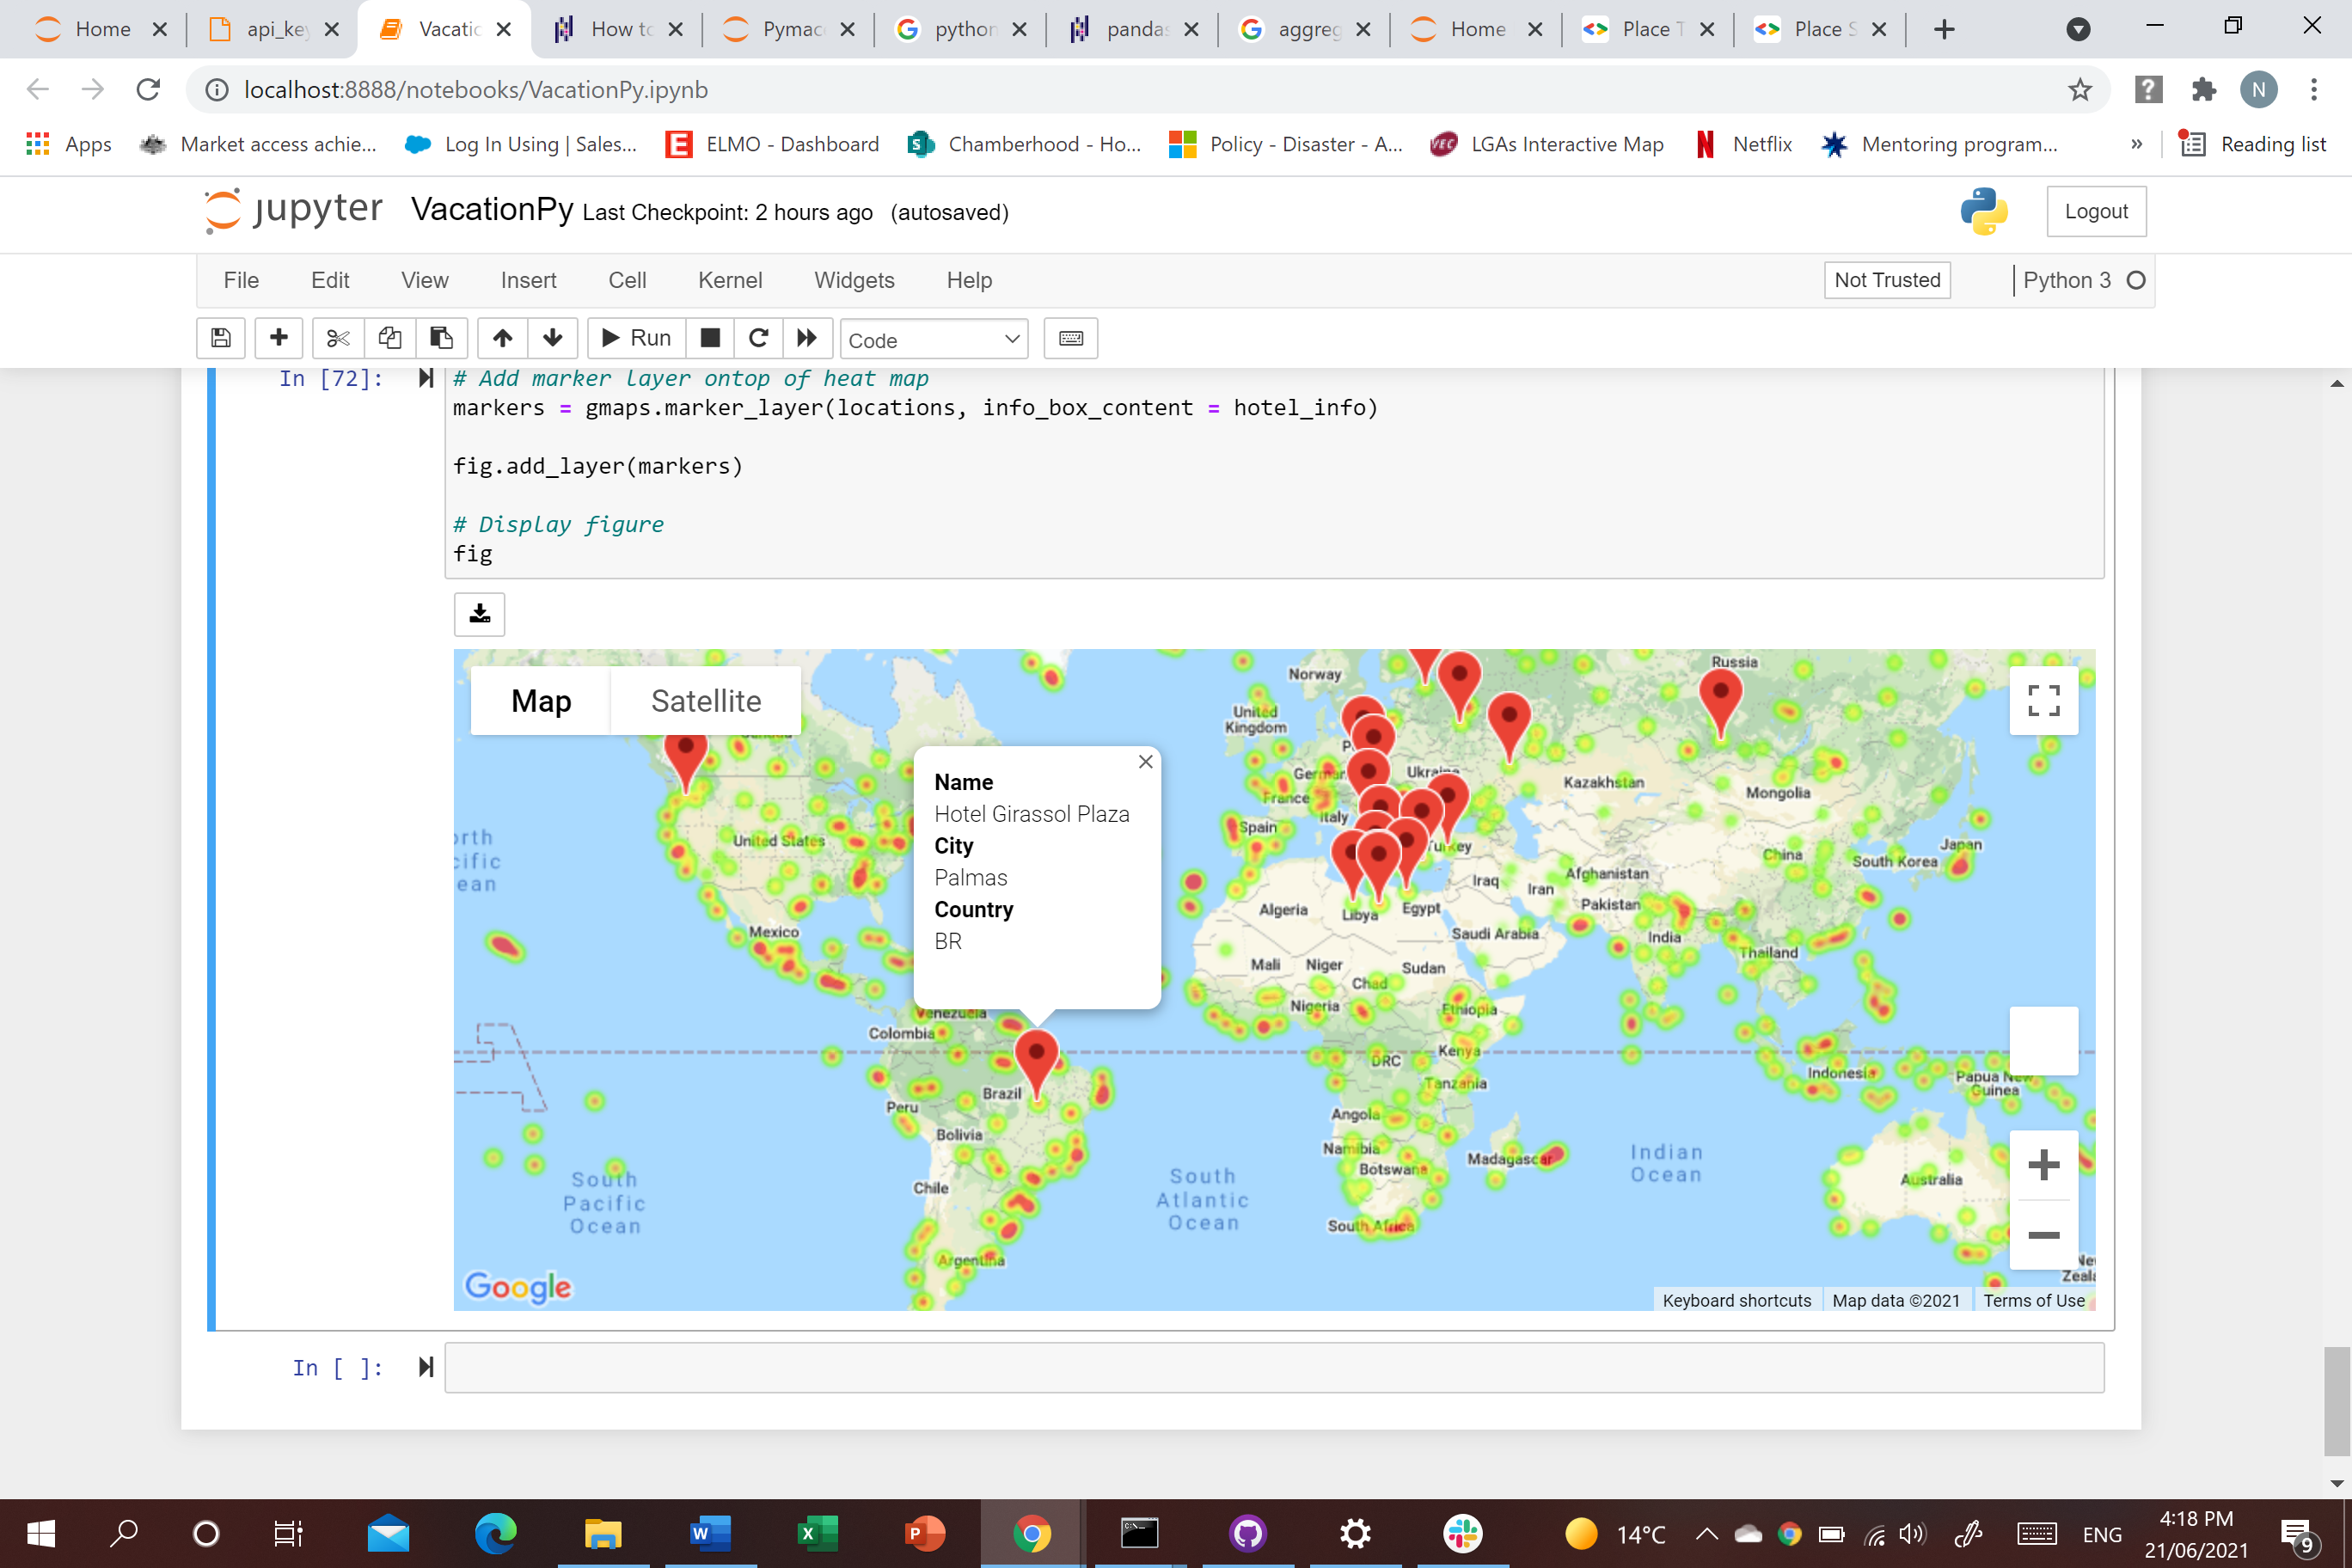 Home
api_key
Vacatio
How to
Pymac
python
pandas
aggreg
Home
Place T
Place S
localhost:8888/notebooks/VacationPy.ipynb
N
Apps
Market access achie...
Log In Using | Sales...
ELMO - Dashboard
Chamberhood - Ho...
Policy - Disaster - A...
VEC
LGAs Interactive Map
Netflix
Mentoring program...
»
Reading list
jupyter VacationPy Last Checkpoint: 2 hours ago (autosaved)
Logout
File Edit View Insert Cell Kernel Widgets Help
Not Trusted
Python 3
Run
Code
In [72]:
# Add marker layer ontop of heat map
markers = gmaps.marker_layer(locations, info_box_content = hotel_info)
fig.add_layer(markers)
# Display figure
fig
Map Satellite
Name
Hotel Girassol Plaza
City
Palmas
Country
BR
Norway
Russia
United
Kingdom
Ukraine
Kazakhstan
Mongolia
France
Italy
Spain
Turkey
United States
China
South Korea
Japan
Iraq
Iran
Afghanistan
Pakistan
Algeria
Libya
Egypt
Saudi Arabia
India
Mexico
Thailand
Mali
Niger
Chad
Sudan
Nigeria
Ethiopia
Venezuela
Colombia
DRC
Kenya
Tanzania
Indonesia
Papua New
Guinea
Brazil
Peru
Angola
Bolivia
Namibia
Botswana
Madagascar
Indian
Ocean
South
Pacific
Ocean
South
Atlantic
Ocean
Chile
Australia
South Africa
Argentina
Google
Keyboard shortcuts
Map data ©2021
Terms of Use
In [ ]:
14°C
ENG
4:18 PM
21/06/2021
9